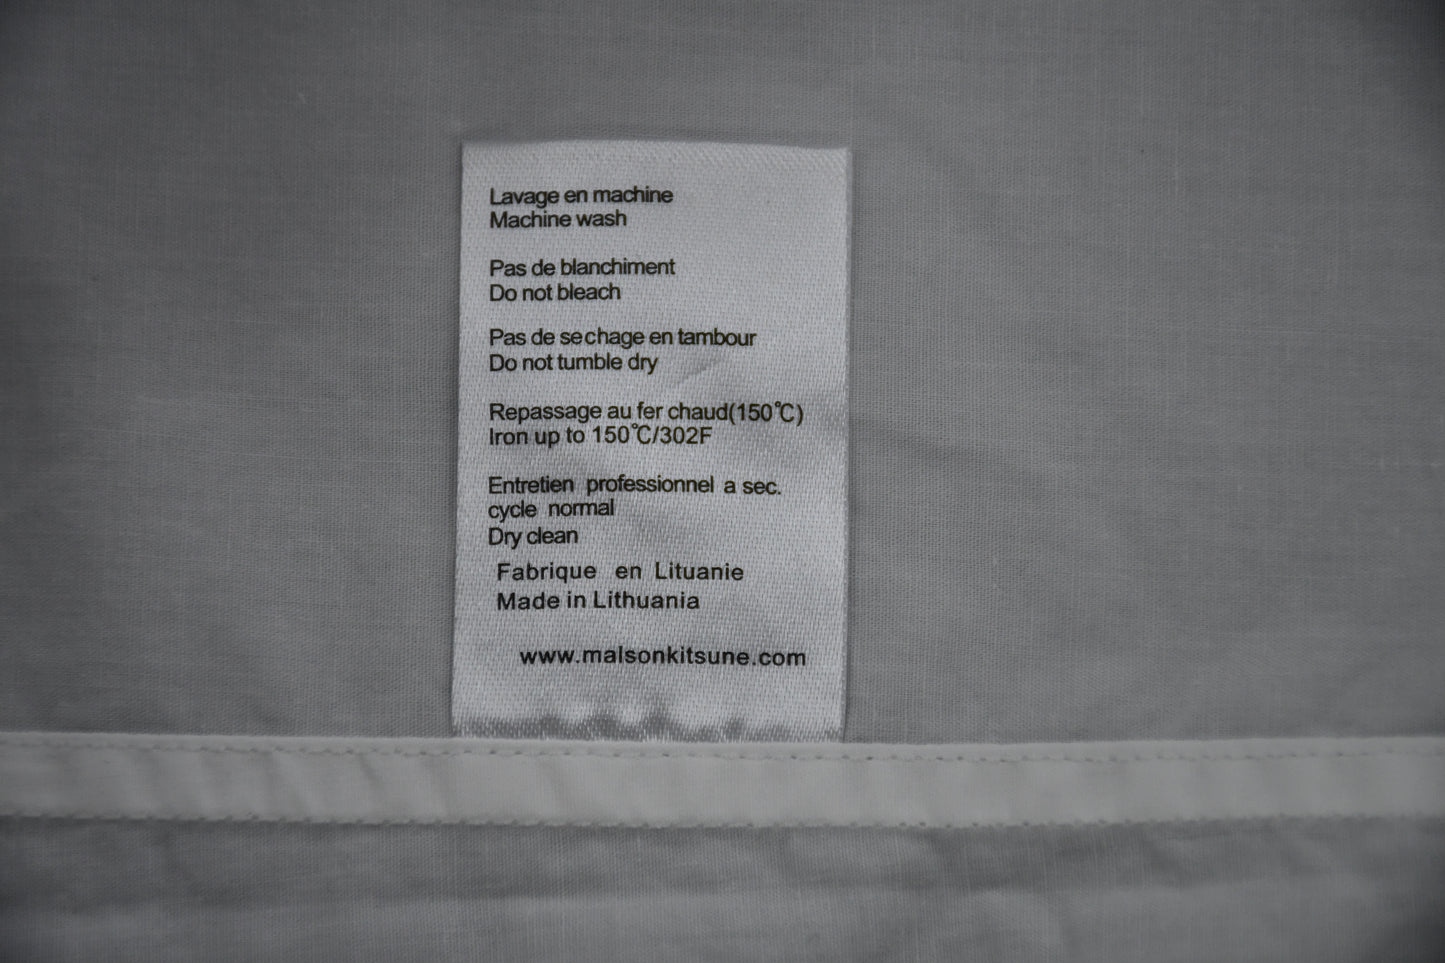 Lavage en machine
Machine wash
Pas de blanchiment
Do not bleach
Pas de sechage en tambour
Do not tumble dry
Repassage au fer chaud(150℃)
Iron up to 150℃/302F
Entretien professionnel a sec.
cycle normal
Dry clean
Fabrique en Lituanie
Made in Lithuania
www.malsonkitsune.com